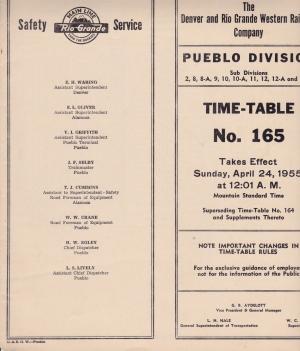 Safety
MAIN LINE
Rio Grande
Service
E. H. WARING
Assistant Superintendent
Denver
E. L. OLIVER
Assistant Superintendent
Alamosa
V. I. GRIFFITH
Assistant Superintendent
Pueblo Terminal
Pueblo
J. F. SELBY
Trainmaster
Pueblo
T. J. CUMMINS
Assistant to Superintendent-Safety
Road Foreman of Equipment
Alamosa
W. W. CRANE
Road Foreman of Equipment
Pueblo
H. W. EGLEY
Chief Dispatcher
Pueblo
L. S. LIVELY
Assistant Chief Dispatcher
Pueblo
The
Denver and Rio Grande Western Rai
Company
PUEBLO DIVISIO
Sub Divisions
2, 8, 8-A, 9, 10, 10-A, 11, 12, 12-A and
TIME-TABLE
No. 165
Takes Effect
Sunday, April 24, 1955
at 12:01 A. M.
Mountain Standard Time
Superseding Time-Table No. 164
and Supplements Thereto
NOTE IMPORTANT CHANGES IN
TIME-TABLE RULES
For the exclusive guidance of employe
not for the information of the Public
G. B. AYDELOTT
Vice President & General Manager
L. H. HALE
General Superintendent of Transportation
W. C.
Super